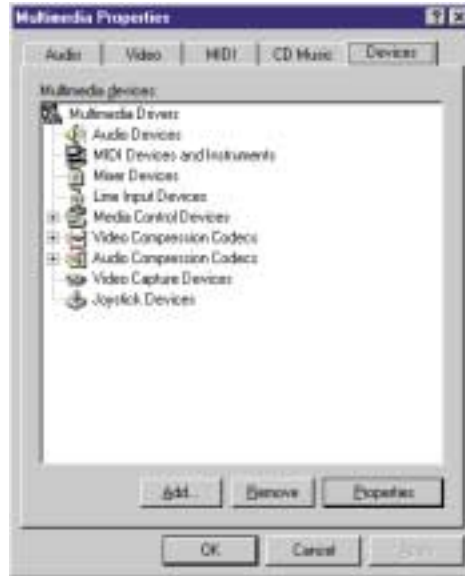 Multimedia Properties
Audio Video MIDI CD Music Devices
Multimedia devices:
Multimedia Drivers
Audio Devices
MIDI Devices and Instruments
Mixer Devices
Line Input Devices
Media Control Devices
Video Compression Codecs
Audio Compression Codecs
Video Capture Devices
Joystick Devices
Add... Remove Properties
OK Cancel Apply